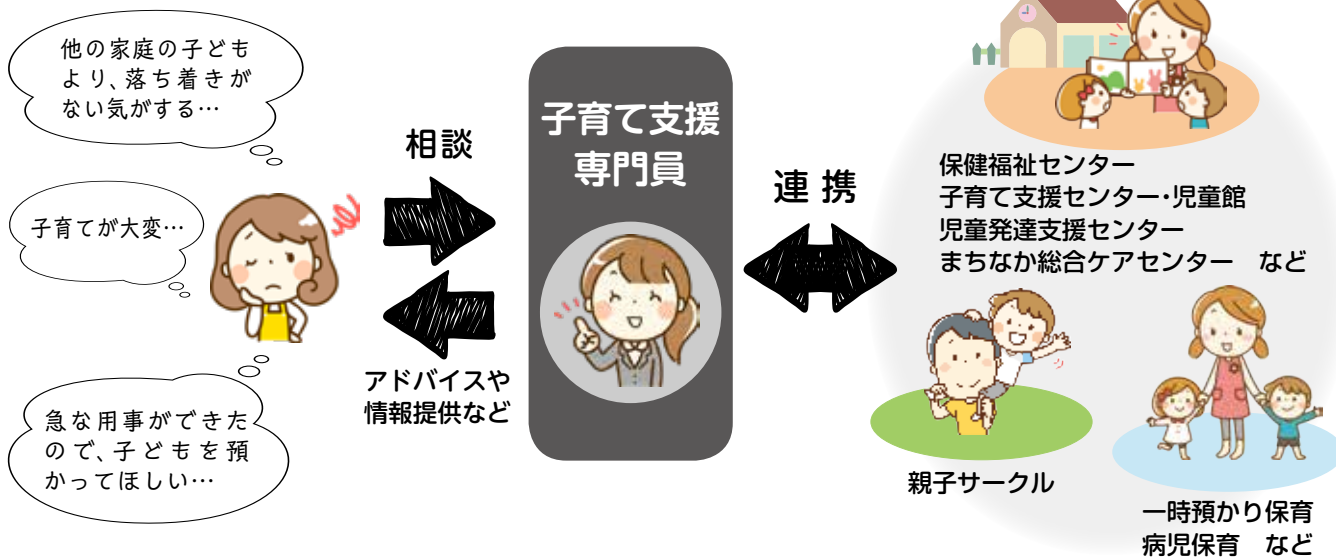 他の家庭の子ども
より、落ち着きが
ない気がする…
子育てが大変…
急な用事ができた
ので、子どもを預
かってほしい…
相談
アドバイスや
情報提供など
子育て支援
専門員
連携
保健福祉センター
子育て支援センター・児童館
児童発達支援センター
まちなか総合ケアセンター　など
親子サークル
一時預かり保育
病児保育　など